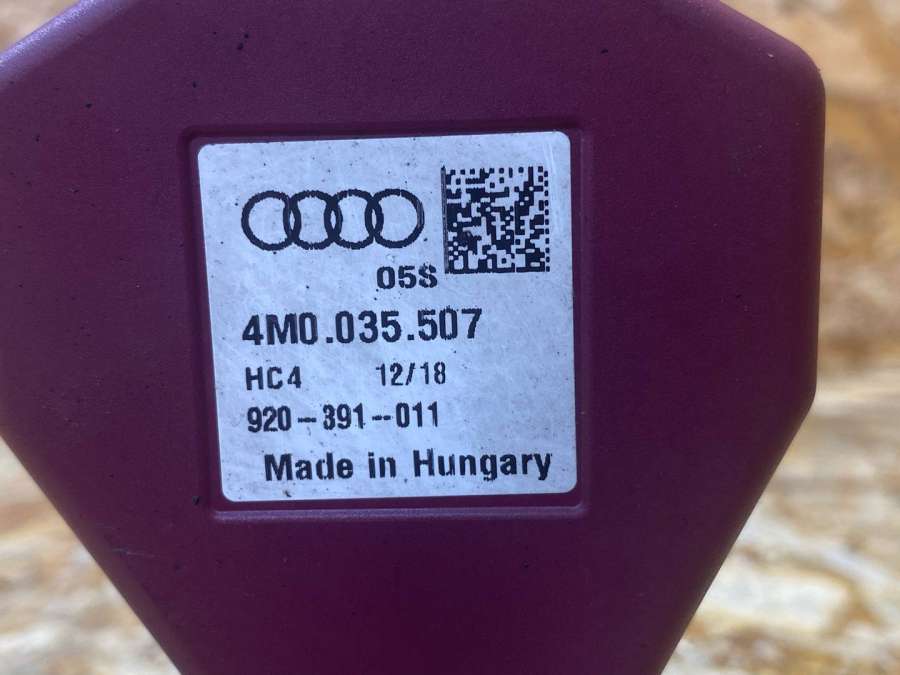 05S
4M0.035.507
HC4 12/18
920-391-011
Made in Hungary